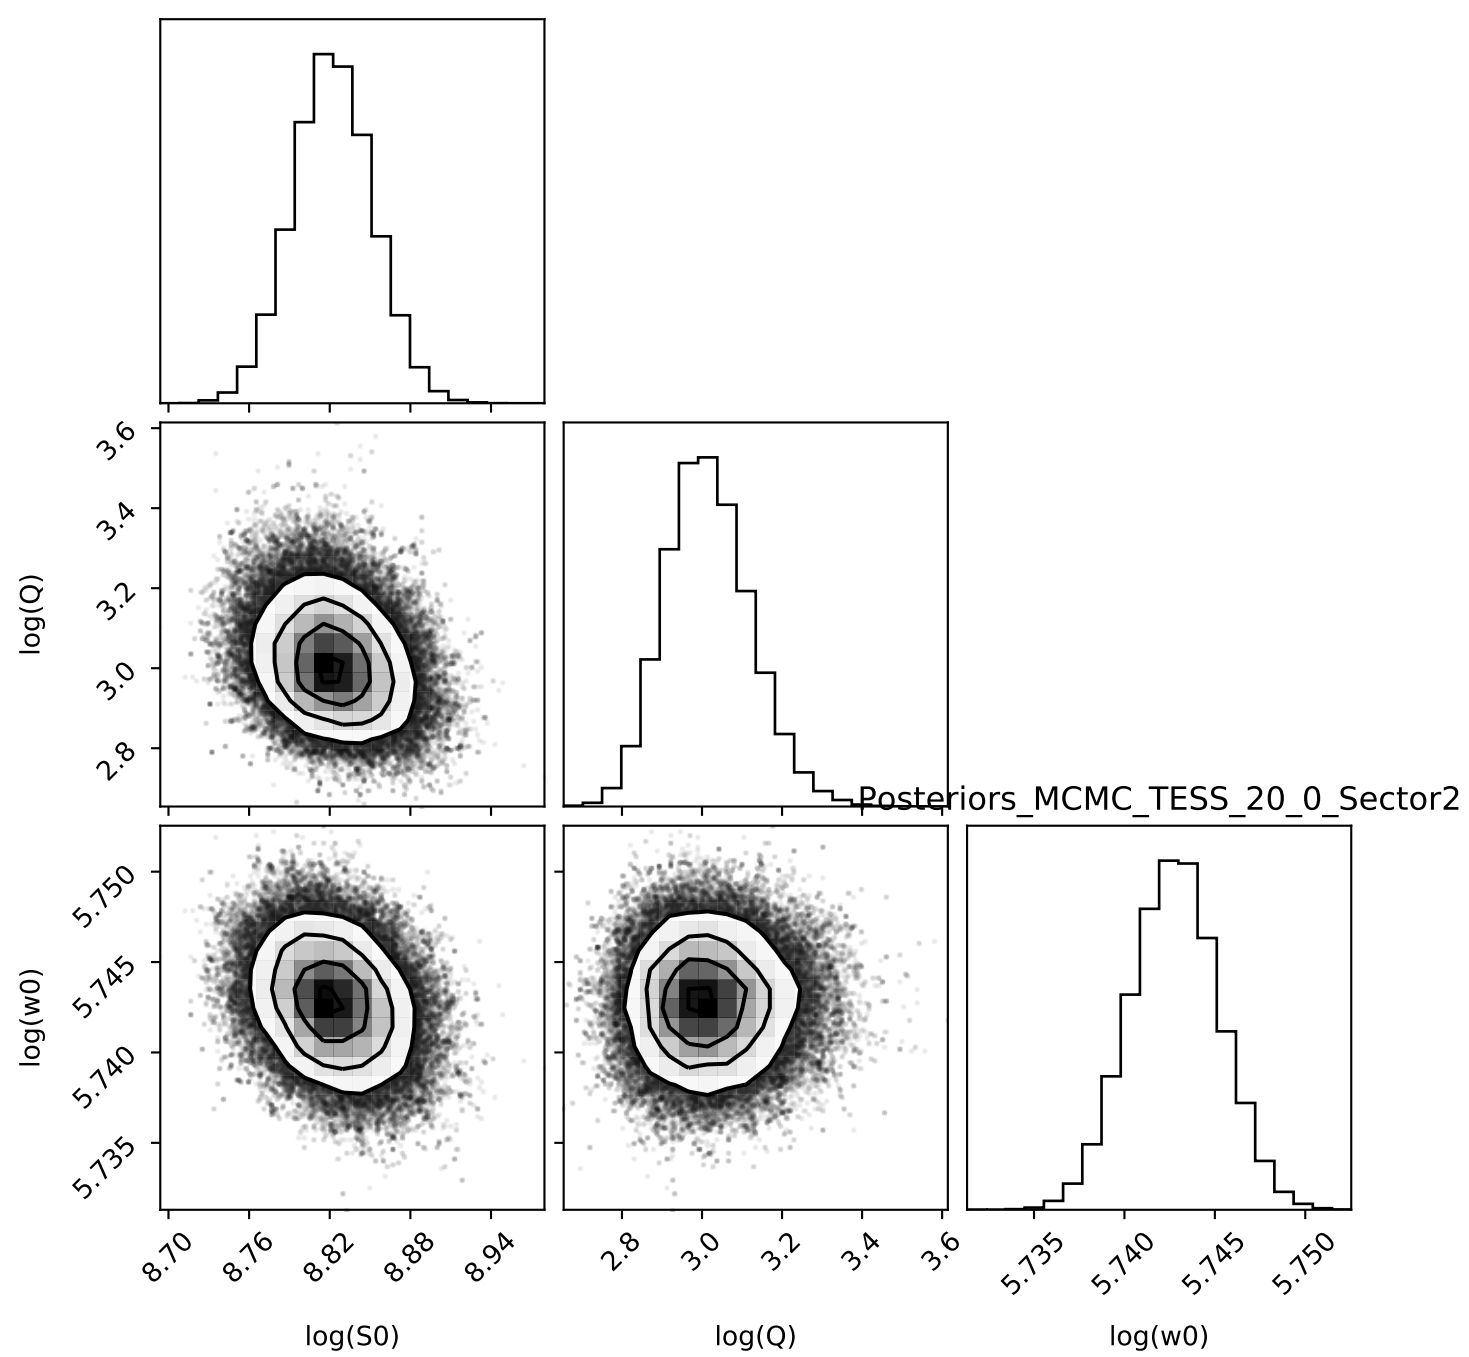 3.6
3.4
3.2
3.0
2.8
log(Q)
Posteriors_MCMC_TESS_20_0_Sector2
5.750
5.745
5.740
5.735
log(w0)
8.70 8.76 8.82 8.88 8.94
2.8 3.0 3.2 3.4 3.6
5.735 5.740 5.745 5.750
log(S0) log(Q) log(w0)